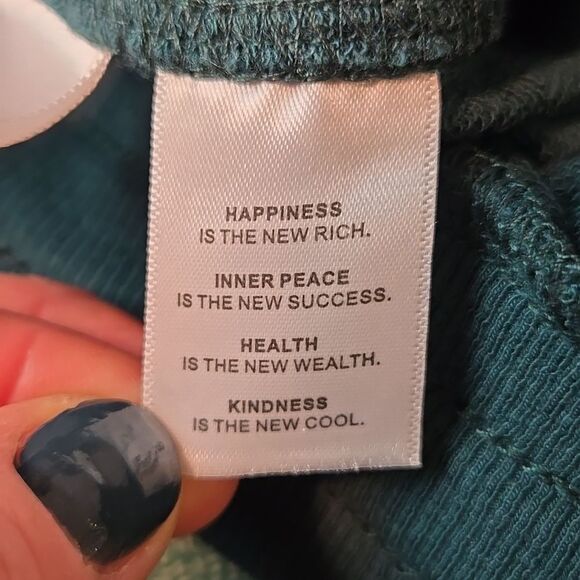 HAPPINESS
IS THE NEW RICH.
INNER PEACE
IS THE NEW SUCCESS.
HEALTH
IS THE NEW WEALTH.
KINDNESS
IS THE NEW COOL.